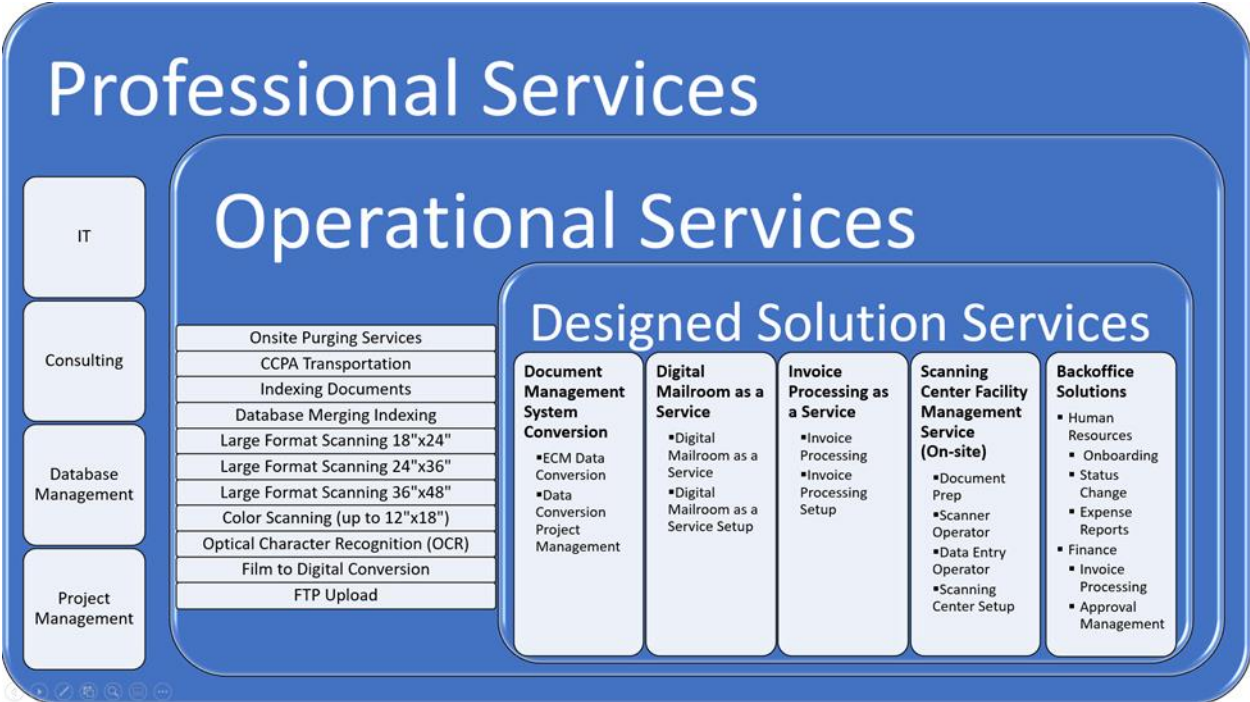 Professional Services
IT
Consulting
Database
Management
Project
Management
Operational Services
Onsite Purging Services
CCPA Transportation
Indexing Documents
Database Merging Indexing
Large Format Scanning 18"x24"
Large Format Scanning 24"x36"
Large Format Scanning 36"x48"
Color Scanning (up to 12"x18")
Optical Character Recognition (OCR)
Film to Digital Conversion
FTP Upload
Designed Solution Services
Document
Management
System
Conversion
▪ECM Data
Conversion
▪Data
Conversion
Project
Management
Digital
Mailroom as a
Service
▪Digital
Mailroom as a
Service
▪Digital
Mailroom as a
Service Setup
Invoice
Processing as
a Service
▪Invoice
Processing
▪Invoice
Processing
Setup
Scanning
Center Facility
Management
Service
(On-site)
▪Document
Prep
▪Scanner
Operator
▪Data Entry
Operator
▪Scanning
Center Setup
Backoffice
Solutions
▪ Human
Resources
▪ Onboarding
▪ Status
Change
▪ Expense
Reports
▪ Finance
▪ Invoice
Processing
▪ Approval
Management